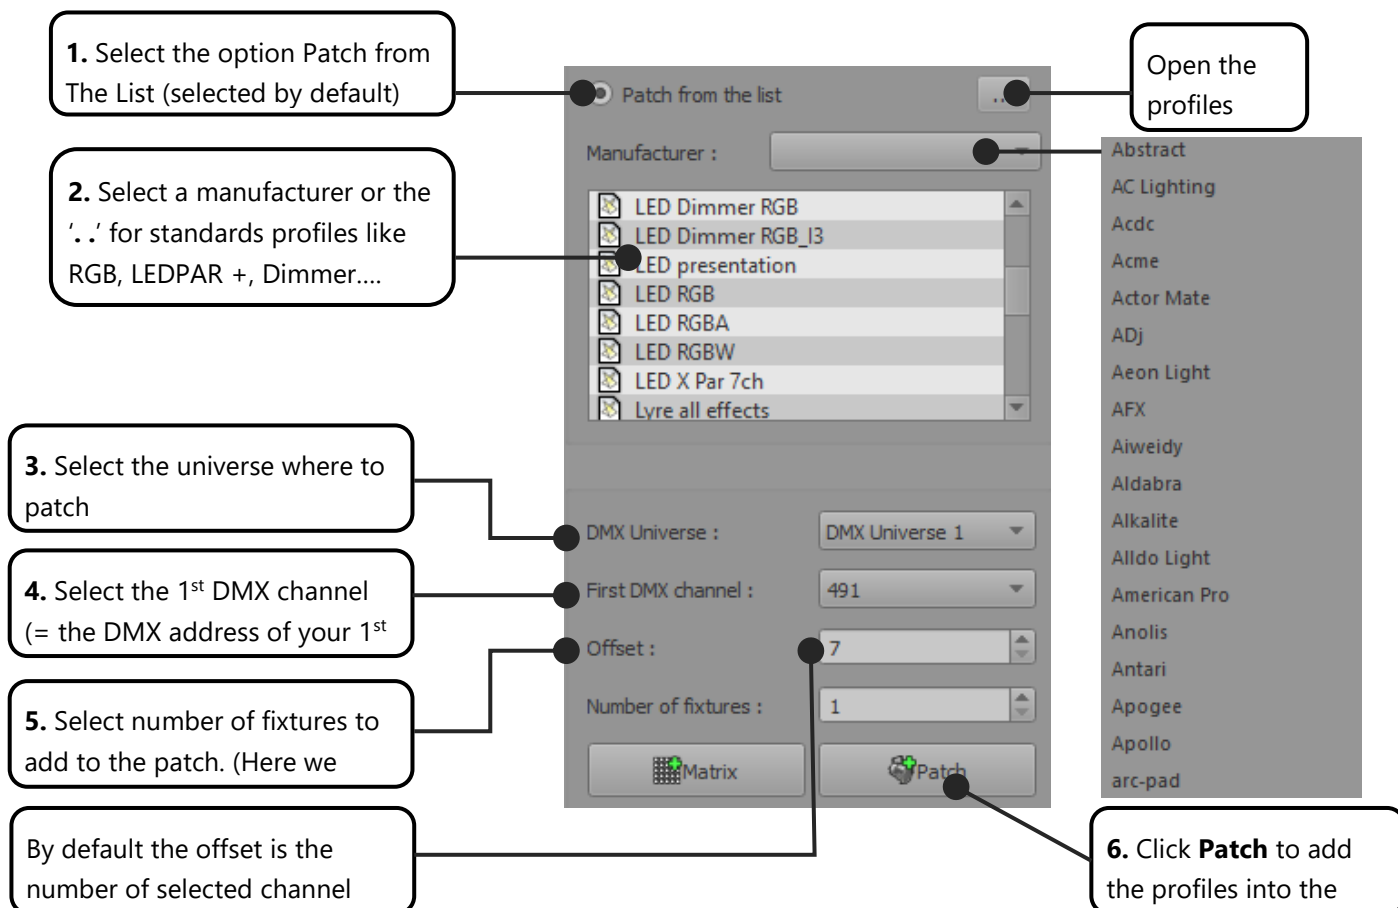 1. Select the option Patch from
The List (selected by default)
2. Select a manufacturer or the
‘. .’ for standards profiles like
RGB, LEDPAR +, Dimmer....
3. Select the universe where to
patch
4. Select the 1st DMX channel
(= the DMX address of your 1st
5. Select number of fixtures to
add to the patch. (Here we
By default the offset is the
number of selected channel
Patch from the list
Manufacturer :
LED Dimmer RGB
LED Dimmer RGB_I3
LED presentation
LED RGB
LED RGBA
LED RGBW
LED X Par 7ch
Lyre all effects
DMX Universe : DMX Universe 1
First DMX channel : 491
Offset : 7
Number of fixtures : 1
Matrix Patch
Open the
profiles
Abstract
AC Lighting
Acdc
Acme
Actor Mate
ADj
Aeon Light
AFX
Aiweidy
Aldabra
Alkalite
Alldo Light
American Pro
Anolis
Antari
Apogee
Apollo
arc-pad
6. Click Patch to add
the profiles into the